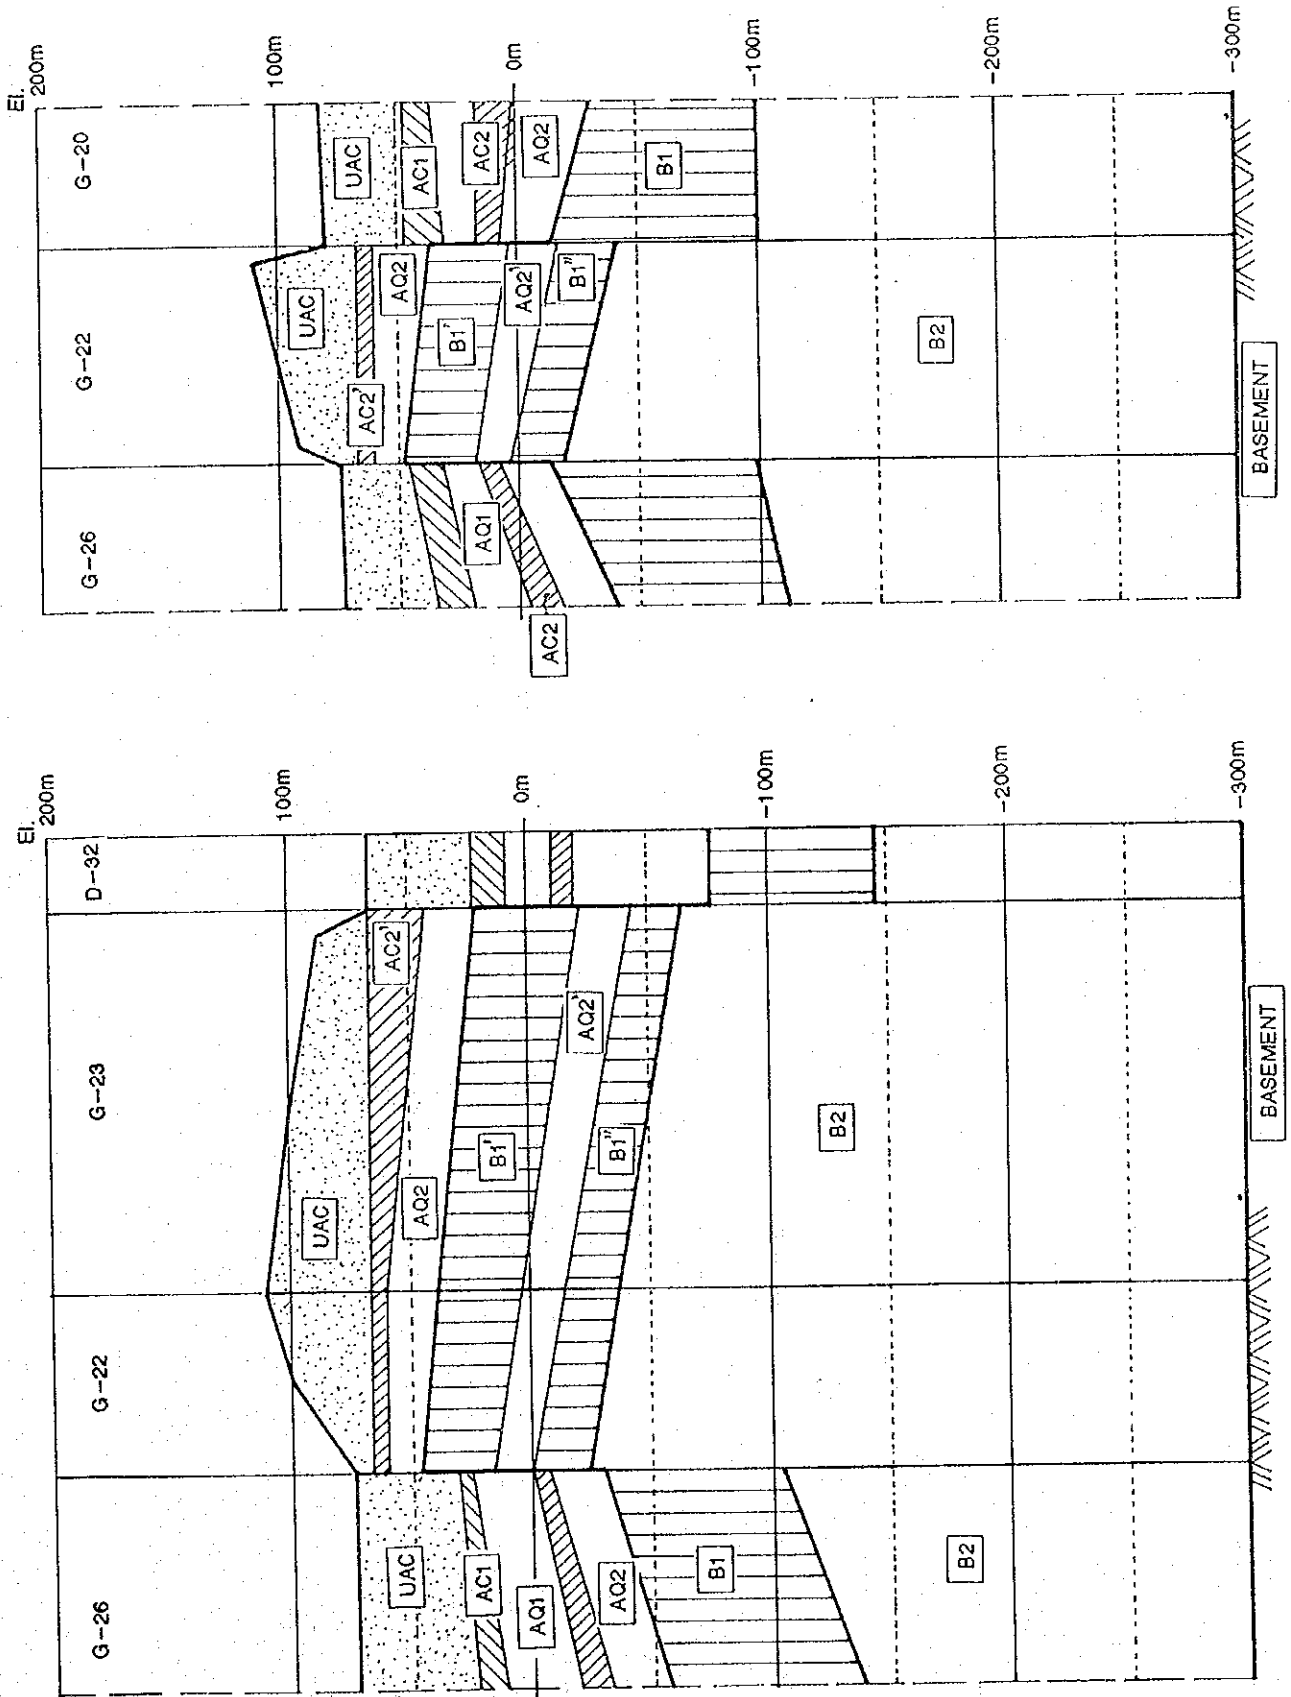 El.
200m
100m
0m
-100m
-200m
-300m
G-26
G-22
G-20
UAC
UAC
AC1
AC2
AC2'
AQ2
AQ2
B1'
AQ2'
B1"
B1
AQ1
AC2
B2
BASEMENT
El.
200m
100m
0m
-100m
-200m
-300m
G-26
G-22
G-23
D-32
UAC
UAC
AC2'
AC1
AQ2
AQ1
B1'
AQ2'
AQ2
B1"
B1
B2
B2
BASEMENT